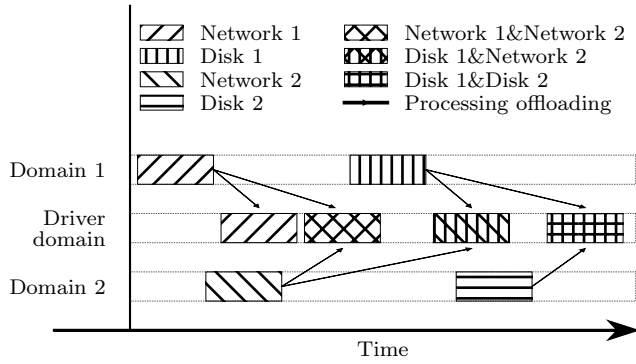 Network 1
Disk 1
Network 2
Disk 2
Network 1&Network 2
Disk 1&Network 2
Disk 1&Disk 2
Processing offloading
Domain 1
Driver
domain
Domain 2
Time